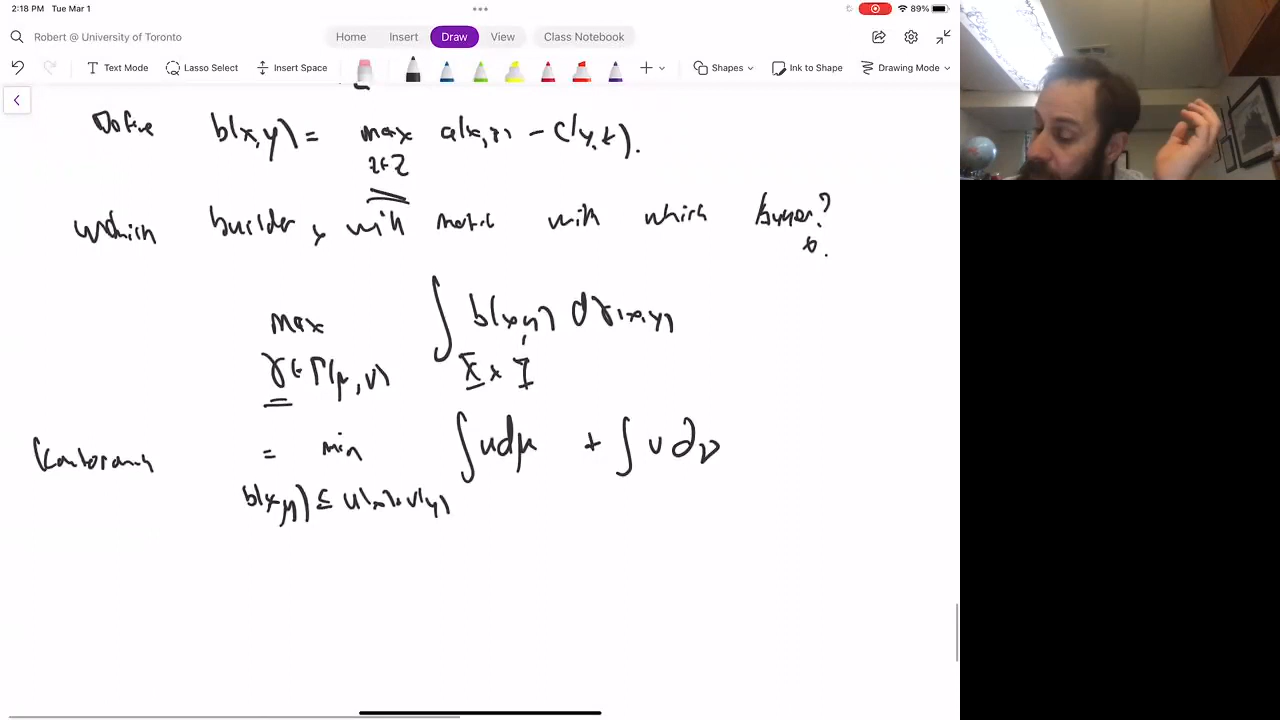 2:18 PM Tue Mar 1
89%
Robert @ University of Toronto
Home Insert Draw View Class Notebook
Text Mode Lasso Select Insert Space Shapes Ink to Shape Drawing Mode
Define b(x,y) = max a(x,z) - c(y,z).
z∈Z
Which builder x will match with which buyer?
max ∫ b(x,y) dγ(x,y)
γ∈Γ(μ,ν) X × Y
= min ∫ u dμ + ∫ v dν
b(x,y) ≤ u(x)+v(y)